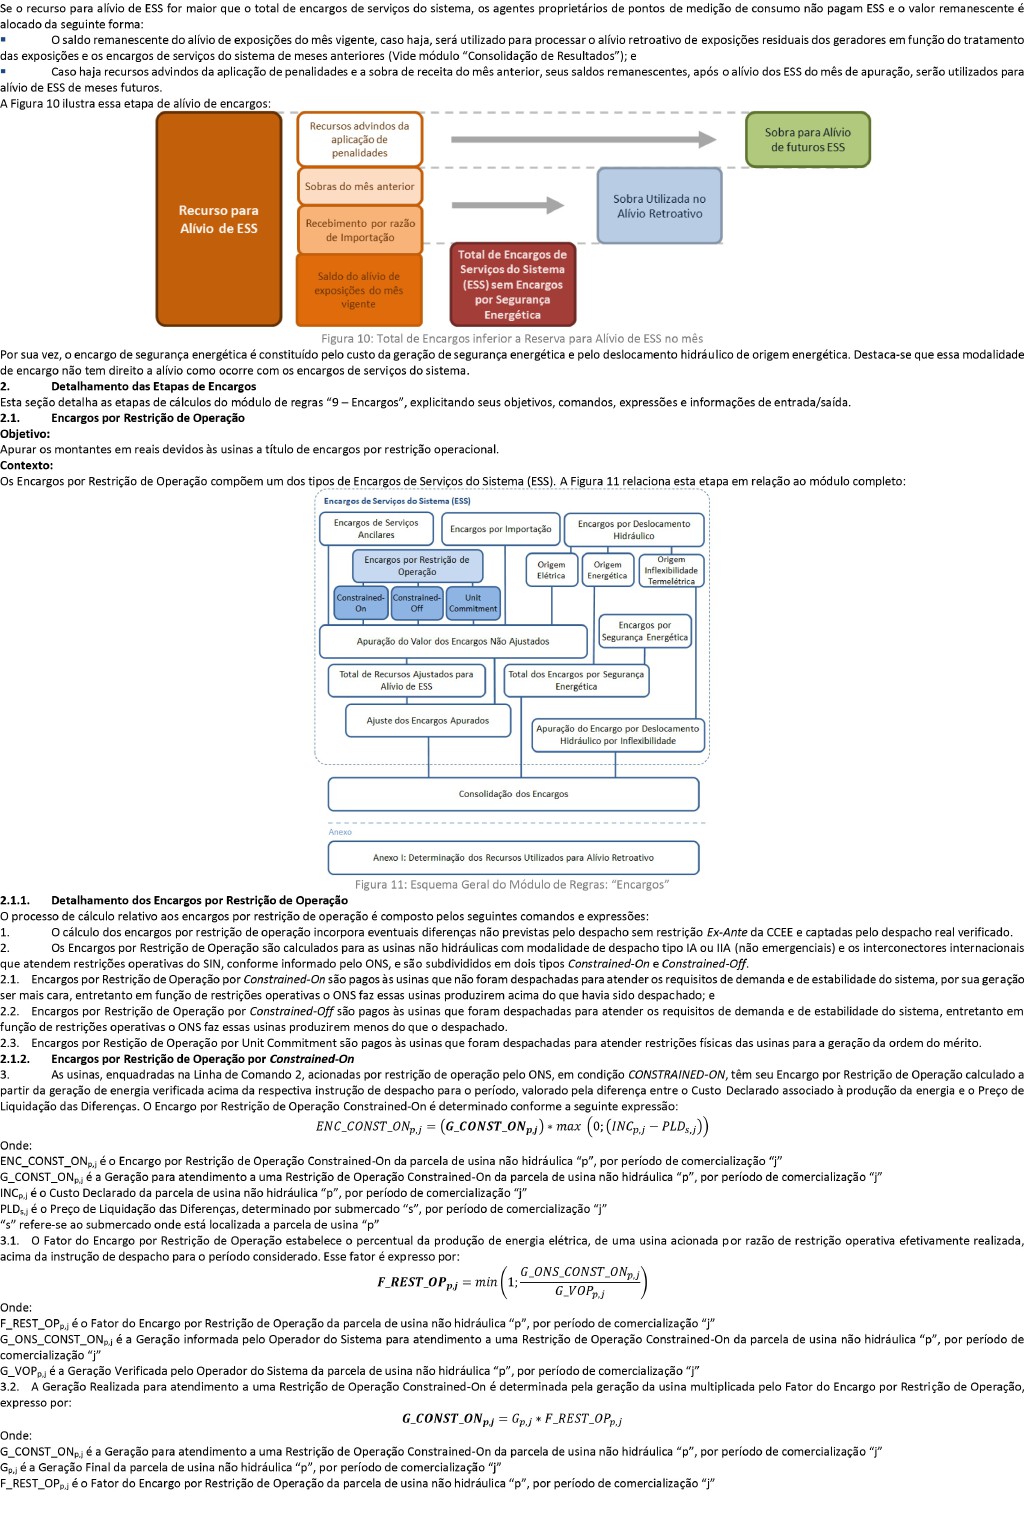 Se o recurso para alívio de ESS for maior que o total de encargos de serviços do sistema, os agentes proprietários de pontos de medição de consumo não pagam ESS e o valor remanescente é
alocado da seguinte forma:
▪ O saldo remanescente do alívio de exposições do mês vigente, caso haja, será utilizado para processar o alívio retroativo de exposições residuais dos geradores em função do tratamento
das exposições e os encargos de serviços do sistema de meses anteriores (Vide módulo “Consolidação de Resultados”); e
▪ Caso haja recursos advindos da aplicação de penalidades e a sobra de receita do mês anterior, seus saldos remanescentes, após o alívio dos ESS do mês de apuração, serão utilizados para
alívio de ESS de meses futuros.
A Figura 10 ilustra essa etapa de alívio de encargos:
Recurso para
Alívio de ESS
Recursos advindos da
aplicação de
penalidades
Sobras do mês anterior
Recebimento por razão
de Importação
Saldo do alívio de
exposições do mês
vigente
Total de Encargos de
Serviços do Sistema
(ESS) sem Encargos
por Segurança
Energética
Sobra Utilizada no
Alívio Retroativo
Sobra para Alívio
de futuros ESS
Figura 10: Total de Encargos inferior a Reserva para Alívio de ESS no mês
Por sua vez, o encargo de segurança energética é constituído pelo custo da geração de segurança energética e pelo deslocamento hidráulico de origem energética. Destaca-se que essa modalidade
de encargo não tem direito a alívio como ocorre com os encargos de serviços do sistema.
2. Detalhamento das Etapas de Encargos
Esta seção detalha as etapas de cálculos do módulo de regras “9 – Encargos”, explicitando seus objetivos, comandos, expressões e informações de entrada/saída.
2.1. Encargos por Restrição de Operação
Objetivo:
Apurar os montantes em reais devidos às usinas a título de encargos por restrição operacional.
Contexto:
Os Encargos por Restrição de Operação compõem um dos tipos de Encargos de Serviços do Sistema (ESS). A Figura 11 relaciona esta etapa em relação ao módulo completo:
Encargos de Serviços do Sistema (ESS)
Encargos de Serviços
Ancilares
Encargos por Importação
Encargos por Deslocamento
Hidráulico
Encargos por Restrição de
Operação
Origem
Elétrica
Origem
Energética
Origem
Inflexibilidade
Termelétrica
Constrained-
On
Constrained-
Off
Unit
Commitment
Encargos por
Segurança Energética
Apuração do Valor dos Encargos Não Ajustados
Total de Recursos Ajustados para
Alívio de ESS
Total dos Encargos por Segurança
Energética
Ajuste dos Encargos Apurados
Apuração do Encargo por Deslocamento
Hidráulico por Inflexibilidade
Consolidação dos Encargos
Anexo
Anexo I: Determinação dos Recursos Utilizados para Alívio Retroativo
Figura 11: Esquema Geral do Módulo de Regras: “Encargos”
2.1.1. Detalhamento dos Encargos por Restrição de Operação
O processo de cálculo relativo aos encargos por restrição de operação é composto pelos seguintes comandos e expressões:
1. O cálculo dos encargos por restrição de operação incorpora eventuais diferenças não previstas pelo despacho sem restrição Ex-Ante da CCEE e captadas pelo despacho real verificado.
2. Os Encargos por Restrição de Operação são calculados para as usinas não hidráulicas com modalidade de despacho tipo IA ou IIA (não emergenciais) e os interconectores internacionais
que atendem restrições operativas do SIN, conforme informado pelo ONS, e são subdivididos em dois tipos Constrained-On e Constrained-Off.
2.1. Encargos por Restrição de Operação por Constrained-On são pagos às usinas que não foram despachadas para atender os requisitos de demanda e de estabilidade do sistema, por sua geração
ser mais cara, entretanto em função de restrições operativas o ONS faz essas usinas produzirem acima do que havia sido despachado; e
2.2. Encargos por Restrição de Operação por Constrained-Off são pagos às usinas que foram despachadas para atender os requisitos de demanda e de estabilidade do sistema, entretanto em
função de restrições operativas o ONS faz essas usinas produzirem menos do que o despachado.
2.3. Encargos por Restição de Operação por Unit Commitment são pagos às usinas que foram despachadas para atender restrições físicas das usinas para a geração da ordem do mérito.
2.1.2. Encargos por Restrição de Operação por Constrained-On
3. As usinas, enquadradas na Linha de Comando 2, acionadas por restrição de operação pelo ONS, em condição CONSTRAINED-ON, têm seu Encargo por Restrição de Operação calculado a
partir da geração de energia verificada acima da respectiva instrução de despacho para o período, valorado pela diferença entre o Custo Declarado associado à produção da energia e o Preço de
Liquidação das Diferenças. O Encargo por Restrição de Operação Constrained-On é determinado conforme a seguinte expressão:
ENC_CONST_ONp,j = (G_CONST_ONp,j) ∗ max (0; (INCp,j − PLDs,j))
Onde:
ENC_CONST_ONp,j é o Encargo por Restrição de Operação Constrained-On da parcela de usina não hidráulica “p”, por período de comercialização “j”
G_CONST_ONp,j é a Geração para atendimento a uma Restrição de Operação Constrained-On da parcela de usina não hidráulica “p”, por período de comercialização “j”
INCp,j é o Custo Declarado da parcela de usina não hidráulica “p”, por período de comercialização “j”
PLDs,j é o Preço de Liquidação das Diferenças, determinado por submercado “s”, por período de comercialização “j”
“s” refere-se ao submercado onde está localizada a parcela de usina “p”
3.1. O Fator do Encargo por Restrição de Operação estabelece o percentual da produção de energia elétrica, de uma usina acionada por razão de restrição operativa efetivamente realizada,
acima da instrução de despacho para o período considerado. Esse fator é expresso por:
F_REST_OPp,j = min (1; G_ONS_CONST_ONp,j / G_VOPp,j)
Onde:
F_REST_OPp,j é o Fator do Encargo por Restrição de Operação da parcela de usina não hidráulica “p”, por período de comercialização “j”
G_ONS_CONST_ONp,j é a Geração informada pelo Operador do Sistema para atendimento a uma Restrição de Operação Constrained-On da parcela de usina não hidráulica “p”, por período de
comercialização “j”
G_VOPp,j é a Geração Verificada pelo Operador do Sistema da parcela de usina não hidráulica “p”, por período de comercialização “j”
3.2. A Geração Realizada para atendimento a uma Restrição de Operação Constrained-On é determinada pela geração da usina multiplicada pelo Fator do Encargo por Restrição de Operação,
expresso por:
G_CONST_ONp,j = Gp,j ∗ F_REST_OPp,j
Onde:
G_CONST_ONp,j é a Geração para atendimento a uma Restrição de Operação Constrained-On da parcela de usina não hidráulica “p”, por período de comercialização “j”
Gp,j é a Geração Final da parcela de usina não hidráulica “p”, por período de comercialização “j”
F_REST_OPp,j é o Fator do Encargo por Restrição de Operação da parcela de usina não hidráulica “p”, por período de comercialização “j”